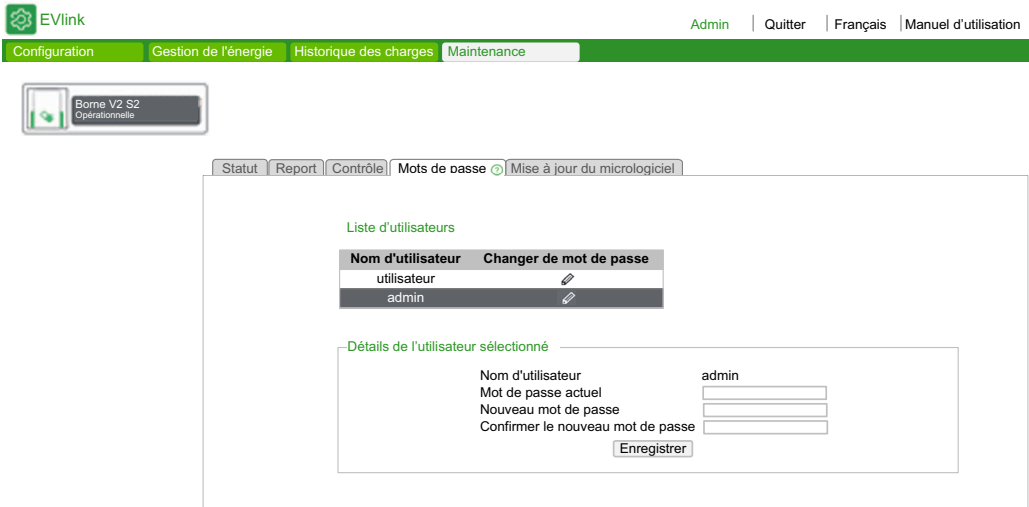 EVlink
Admin Quitter Français Manuel d'utilisation
Configuration Gestion de l'énergie Historique des charges Maintenance
Borne V2 S2
Opérationnelle
Statut Report Contrôle Mots de passe ? Mise à jour du micrologiciel
Liste d'utilisateurs
Nom d'utilisateur Changer de mot de passe
utilisateur
admin
Détails de l'utilisateur sélectionné
Nom d'utilisateur admin
Mot de passe actuel
Nouveau mot de passe
Confirmer le nouveau mot de passe
Enregistrer